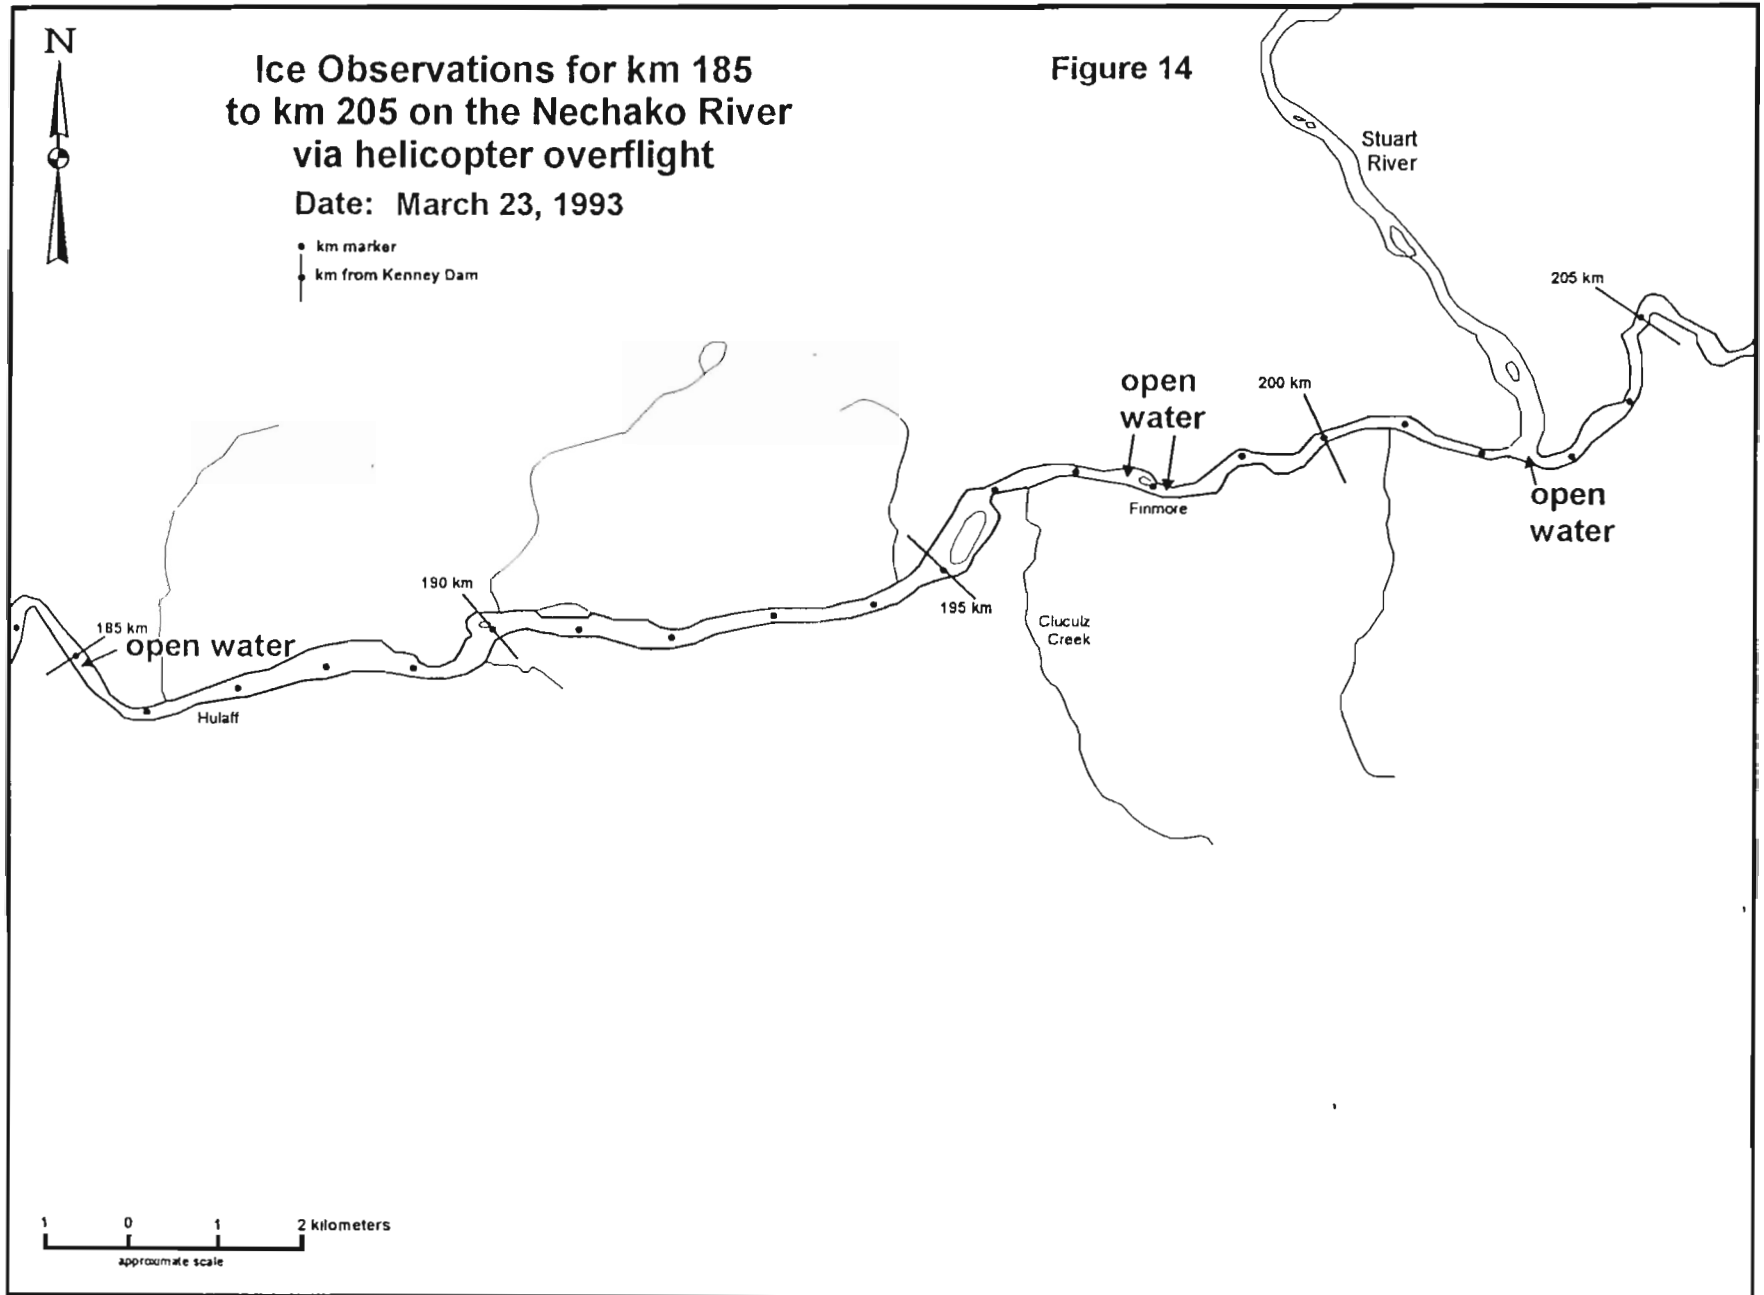 N
Ice Observations for km 185
to km 205 on the Nechako River
via helicopter overflight
Date: March 23, 1993
km marker
km from Kenney Dam
Figure 14
Stuart
River
205 km
open
water
200 km
Finmore
open
water
190 km
195 km
Cluculz
Creek
185 km
open water
Hulaff
1 0 1 2 kilometers
approximate scale